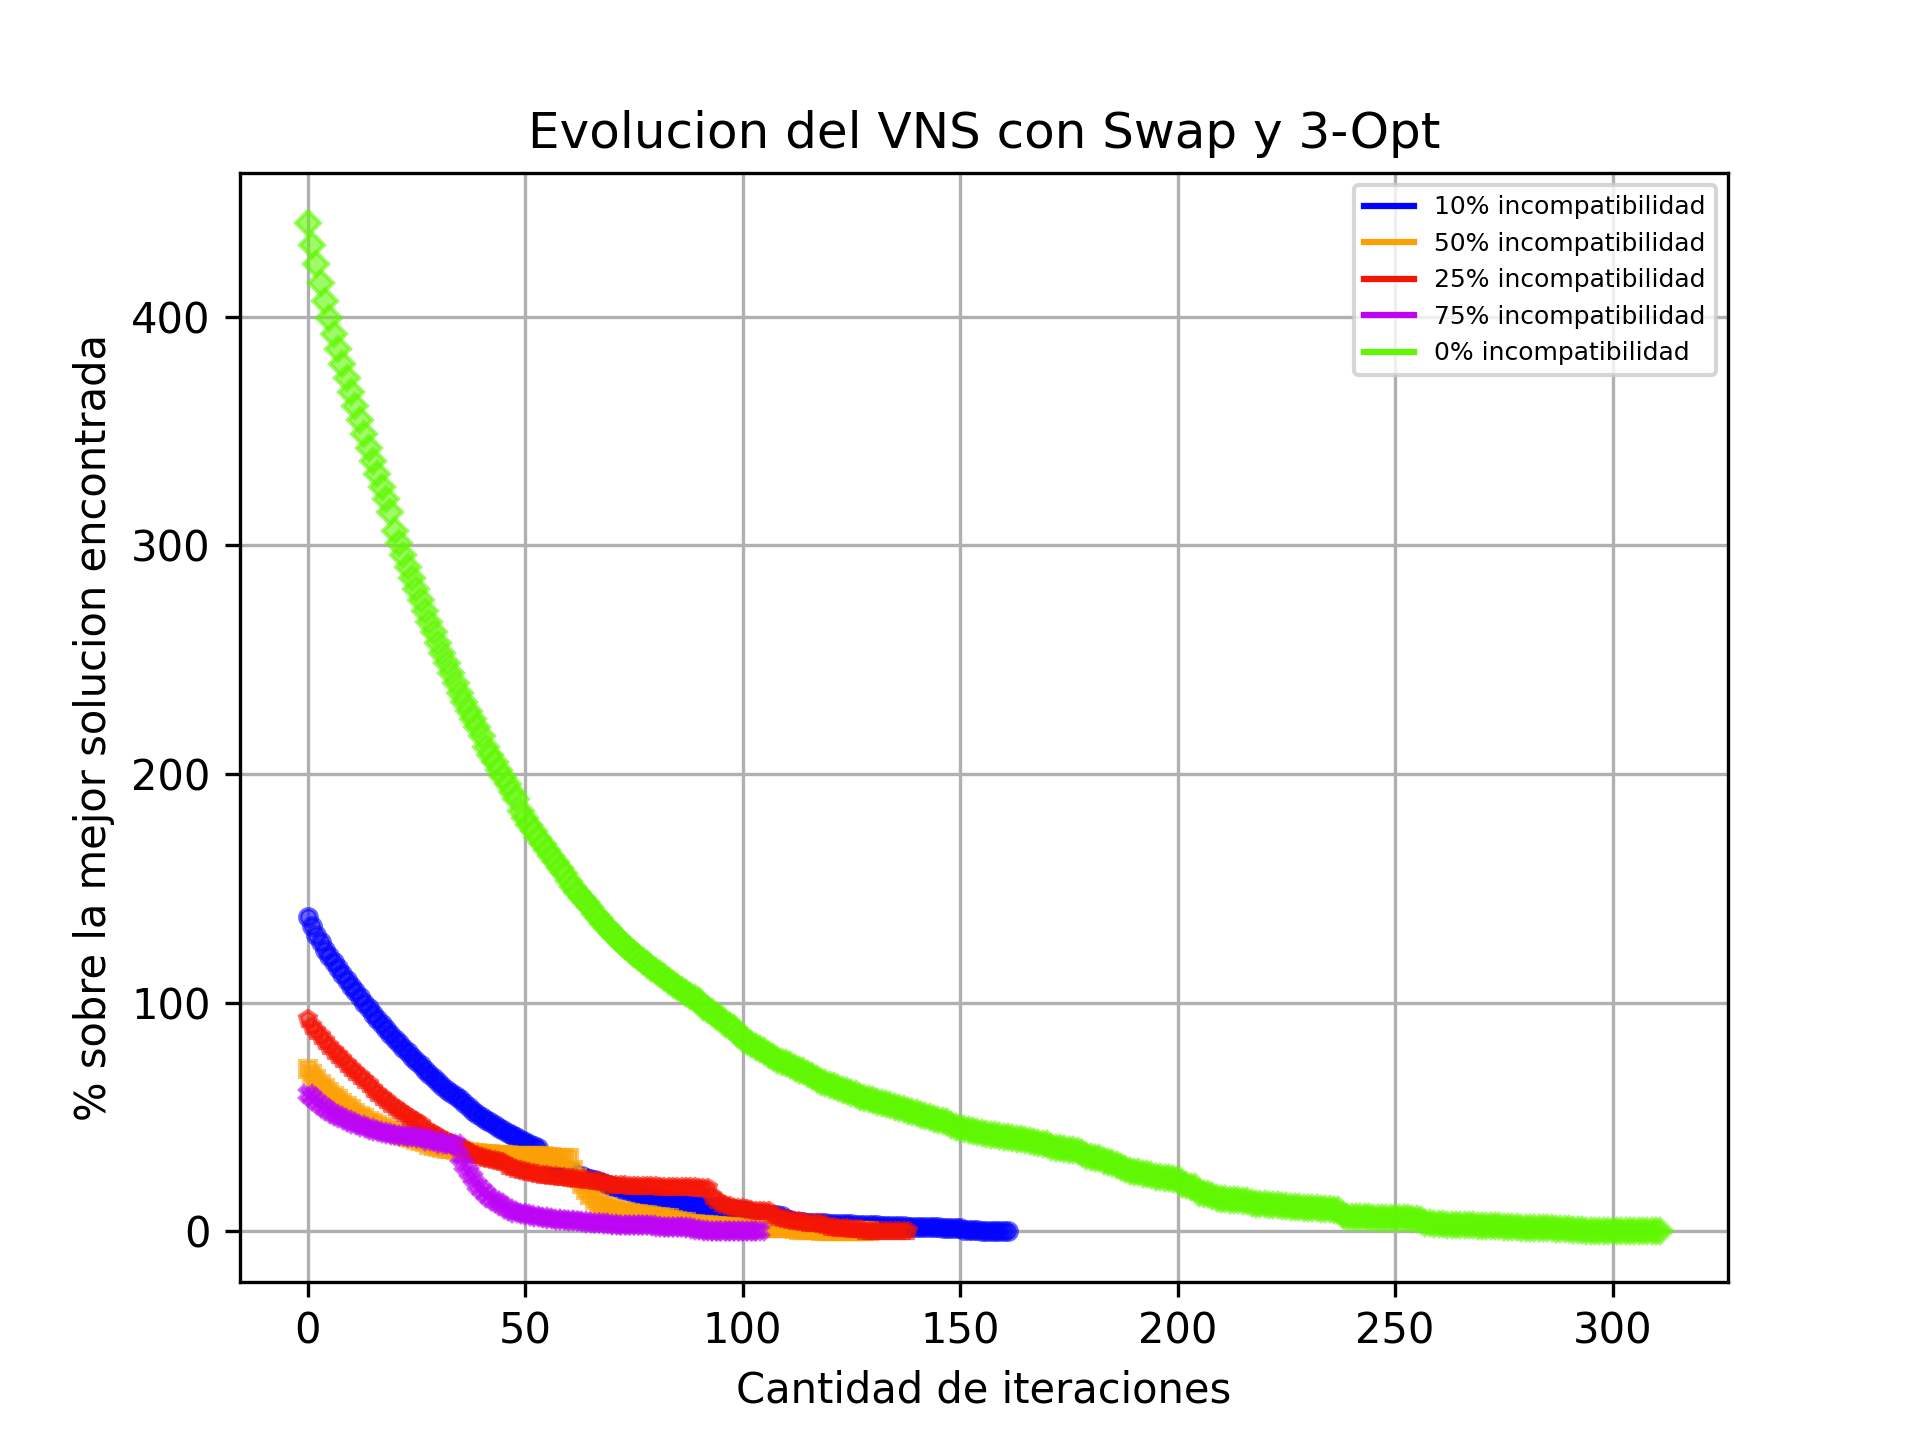 Evolucion del VNS con Swap y 3-Opt
10% incompatibilidad
50% incompatibilidad
25% incompatibilidad
75% incompatibilidad
0% incompatibilidad
% sobre la mejor solucion encontrada
400
300
200
100
0
0 50 100 150 200 250 300
Cantidad de iteraciones